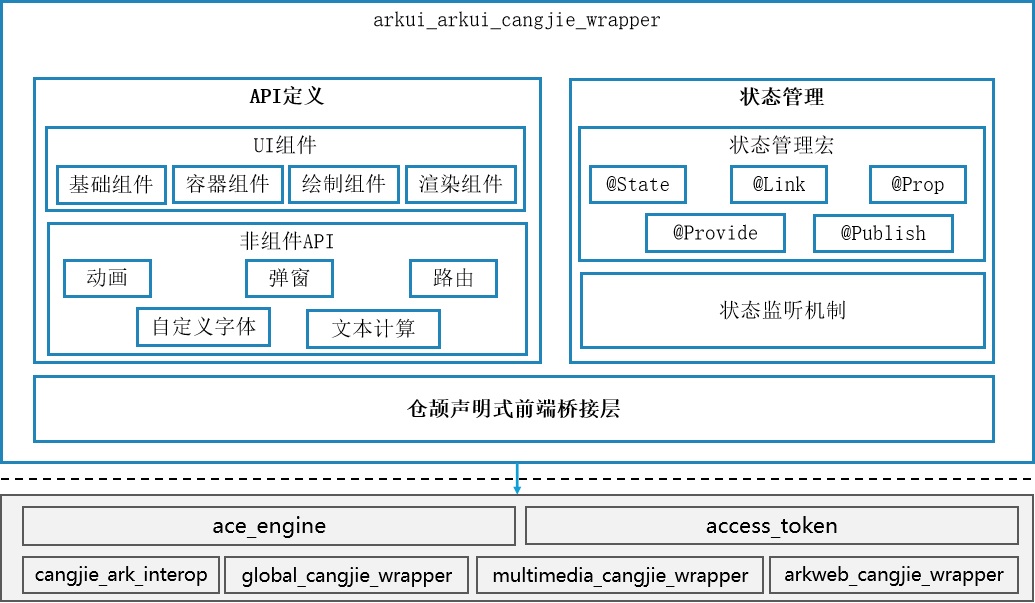 arkui_arkui_cangjie_wrapper
API定义
UI组件
基础组件
容器组件
绘制组件
渲染组件
非组件API
动画
弹窗
路由
自定义字体
文本计算
状态管理
状态管理宏
@State
@Link
@Prop
@Provide
@Publish
状态监听机制
仓颉声明式前端桥接层
ace_engine
access_token
cangjie_ark_interop
global_cangjie_wrapper
multimedia_cangjie_wrapper
arkweb_cangjie_wrapper